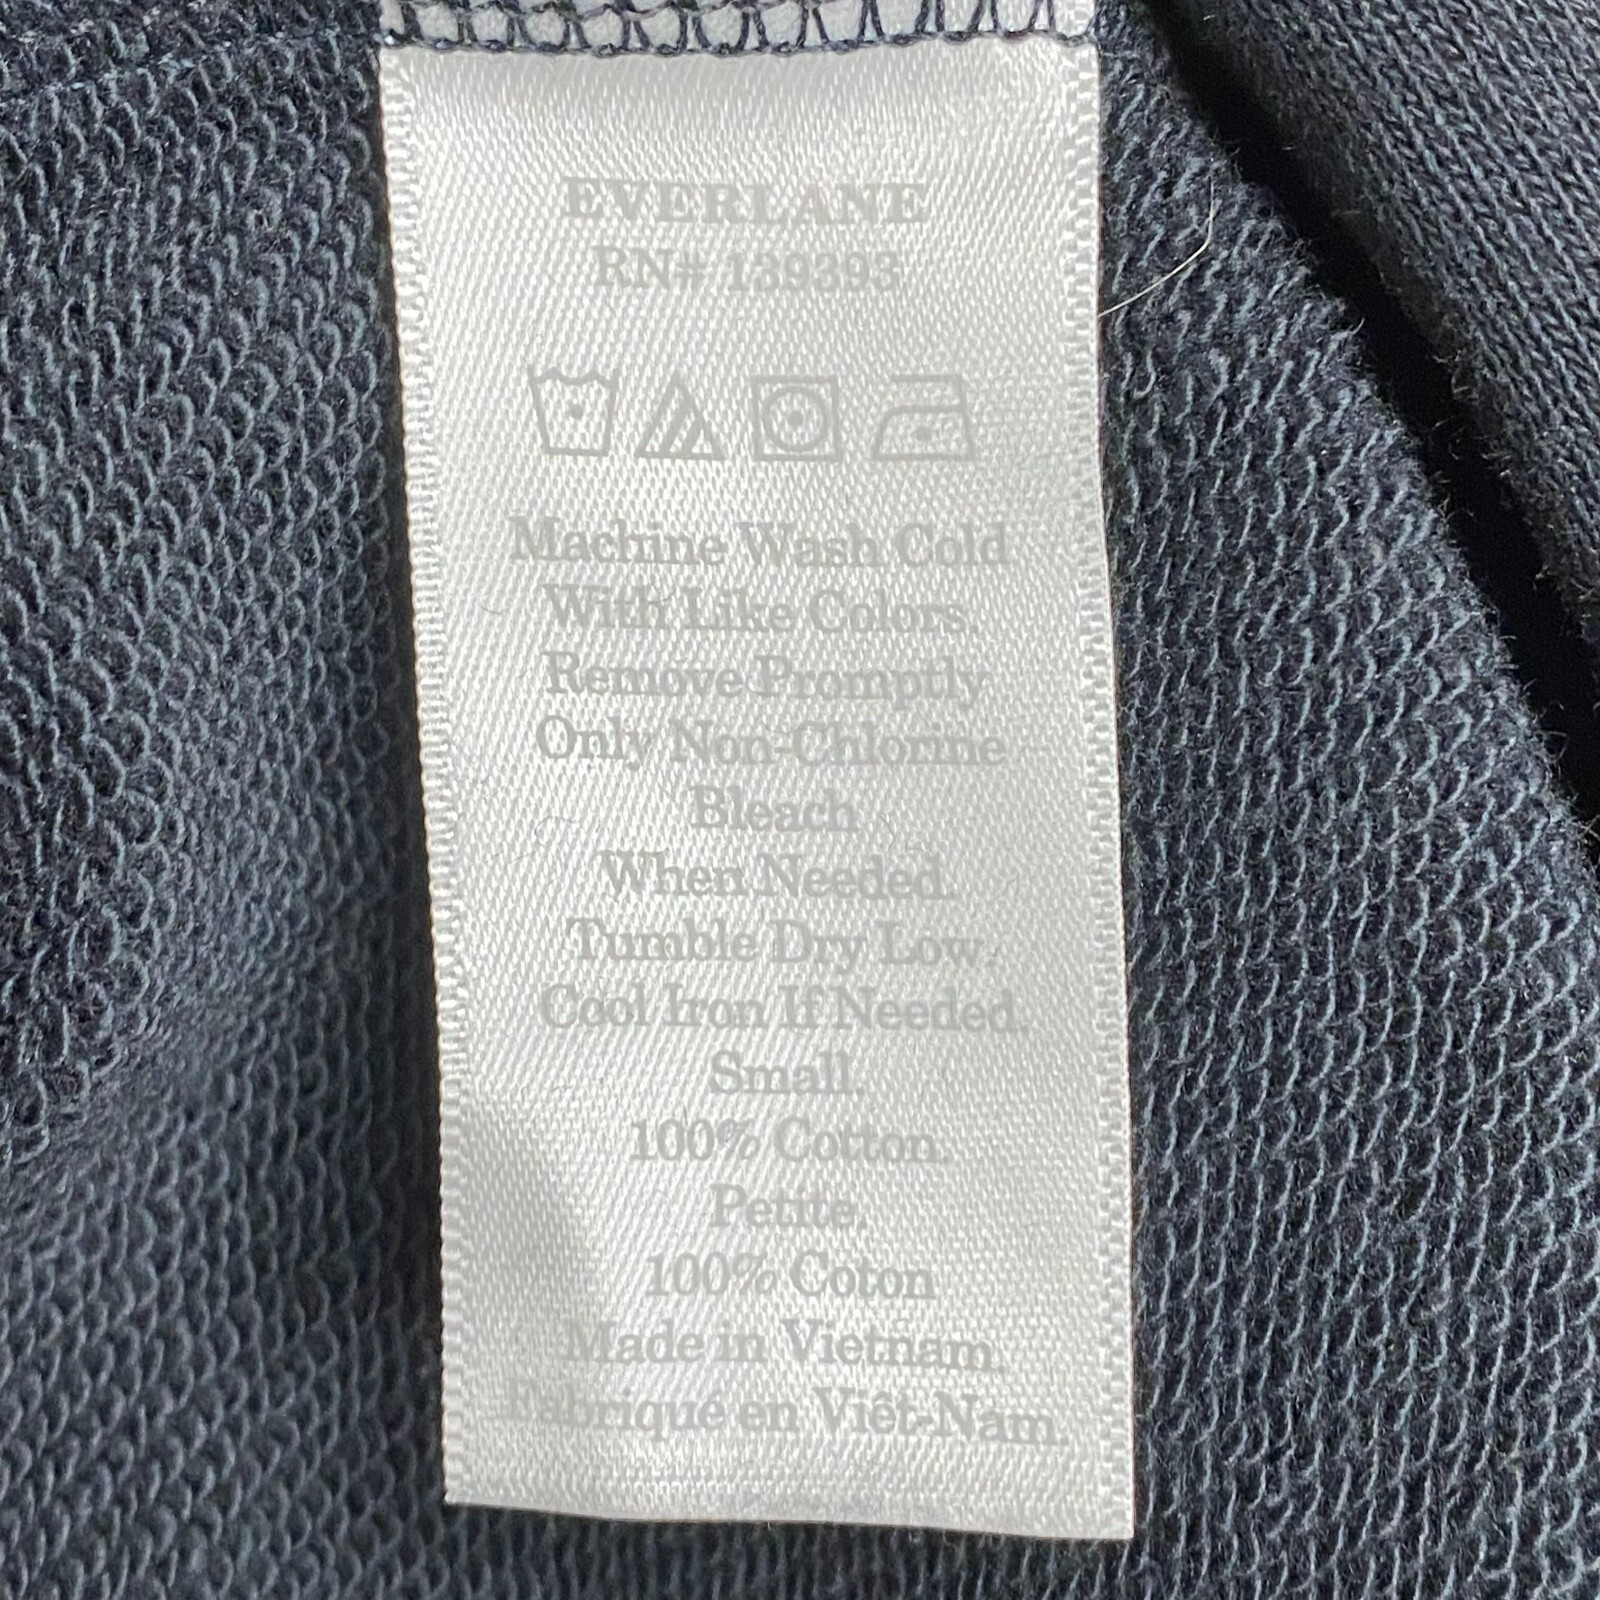 EVERLANE
RN# 139393
Machine Wash Cold
With Like Colors.
Remove Promptly
Only Non-Chlorine
Bleach
When Needed.
Tumble Dry Low.
Cool Iron If Needed.
Small.
100% Cotton.
Petite.
100% Coton
Made in Vietnam.
Fabriqué en Viêt-Nam.